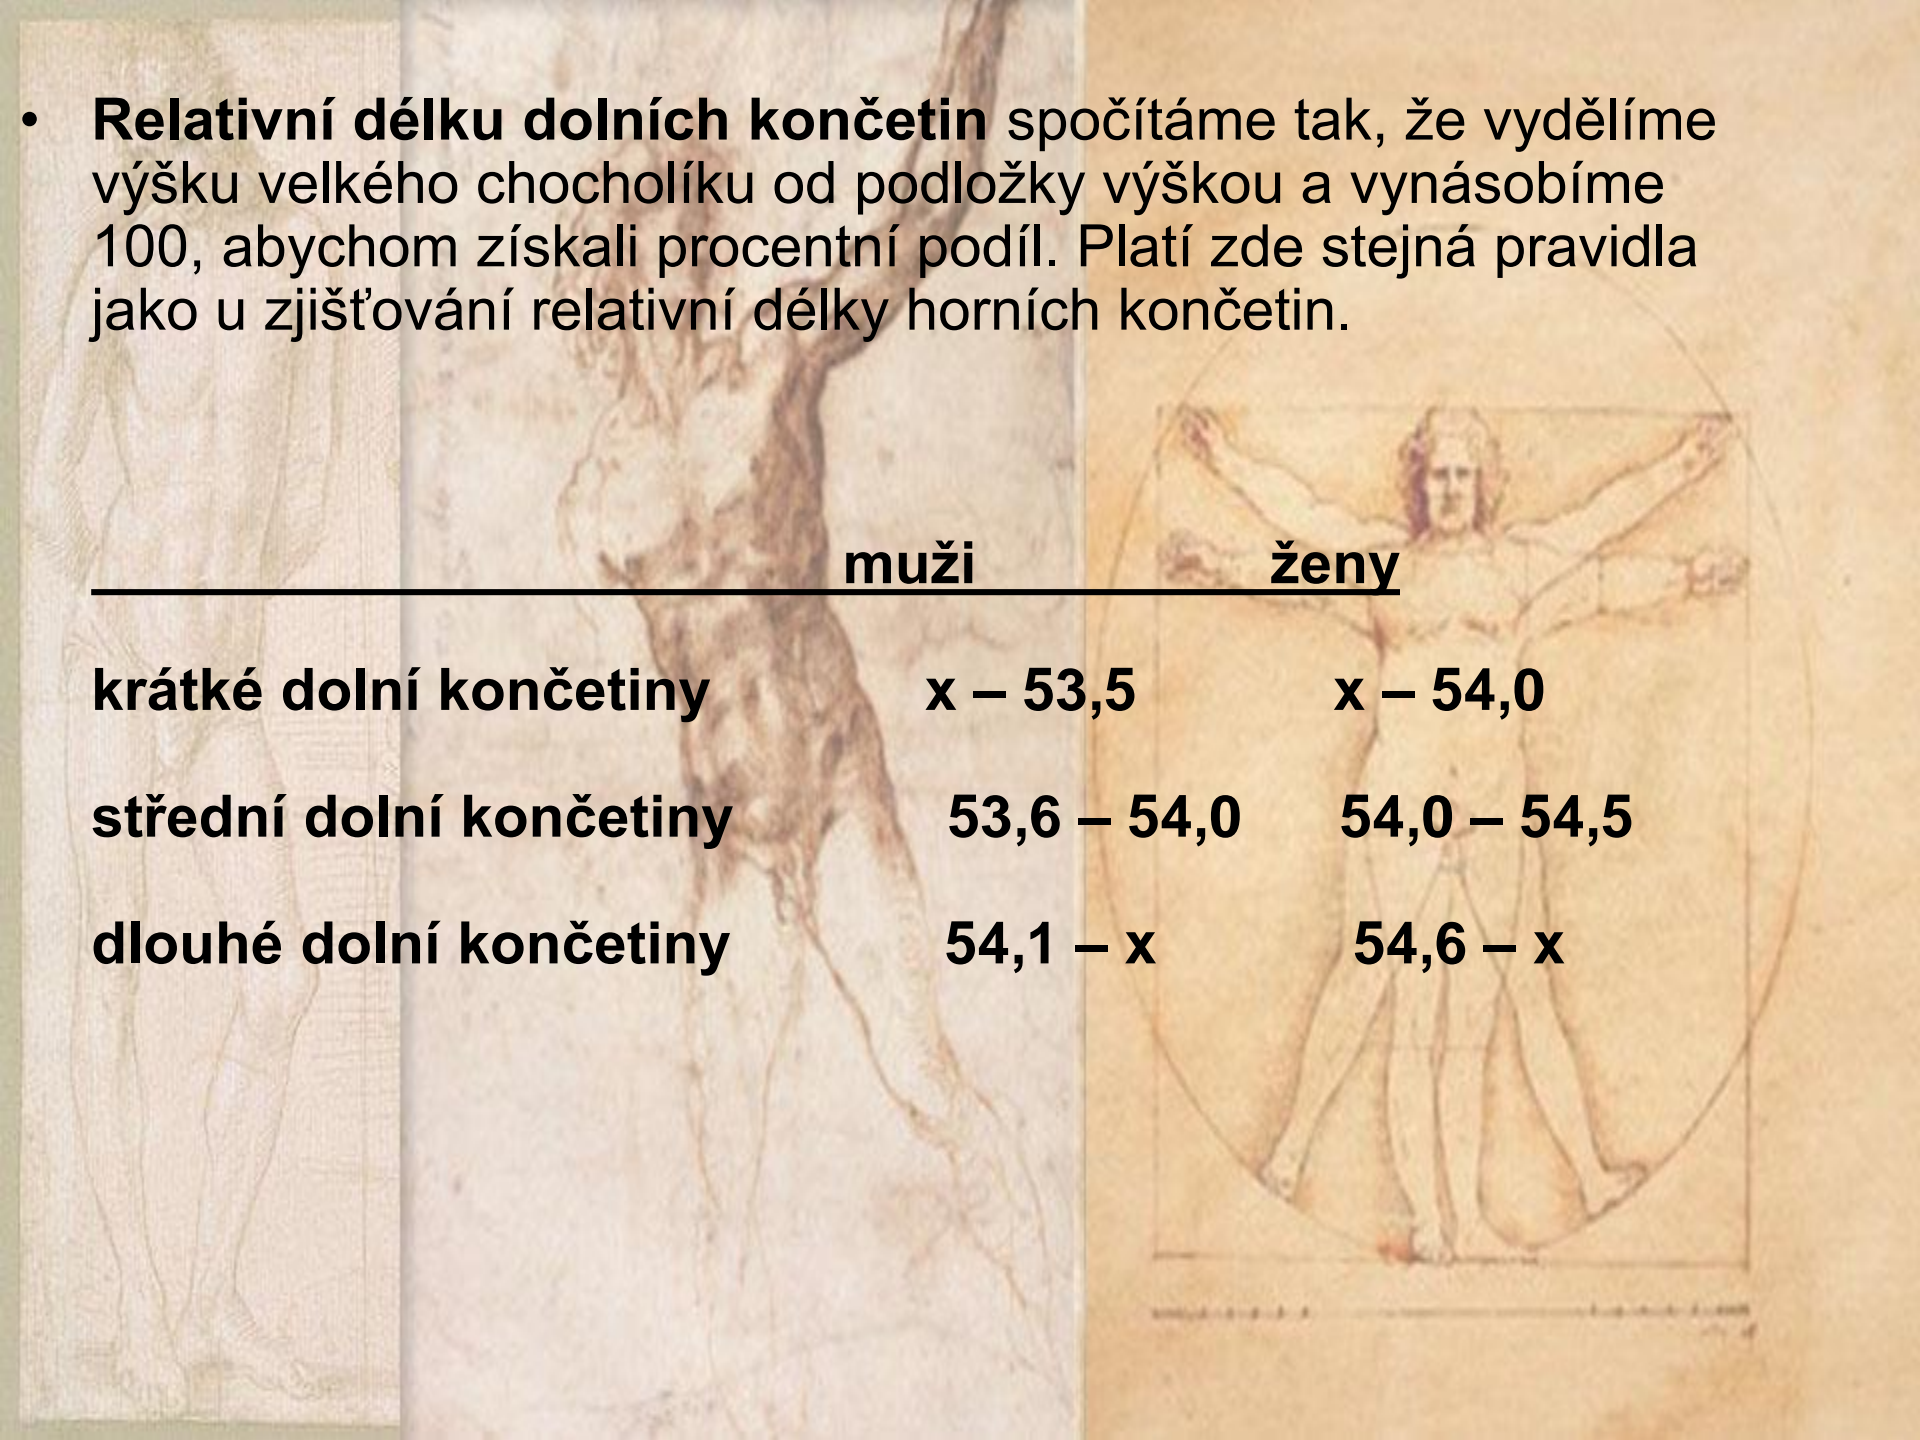 • Relativní délku dolních končetin spočítáme tak, že vydělíme
výšku velkého chocholíku od podložky výškou a vynásobíme
100, abychom získali procentní podíl. Platí zde stejná pravidla
jako u zjišťování relativní délky horních končetin.
muži ženy
krátké dolní končetiny x – 53,5 x – 54,0
střední dolní končetiny 53,6 – 54,0 54,0 – 54,5
dlouhé dolní končetiny 54,1 – x 54,6 – x